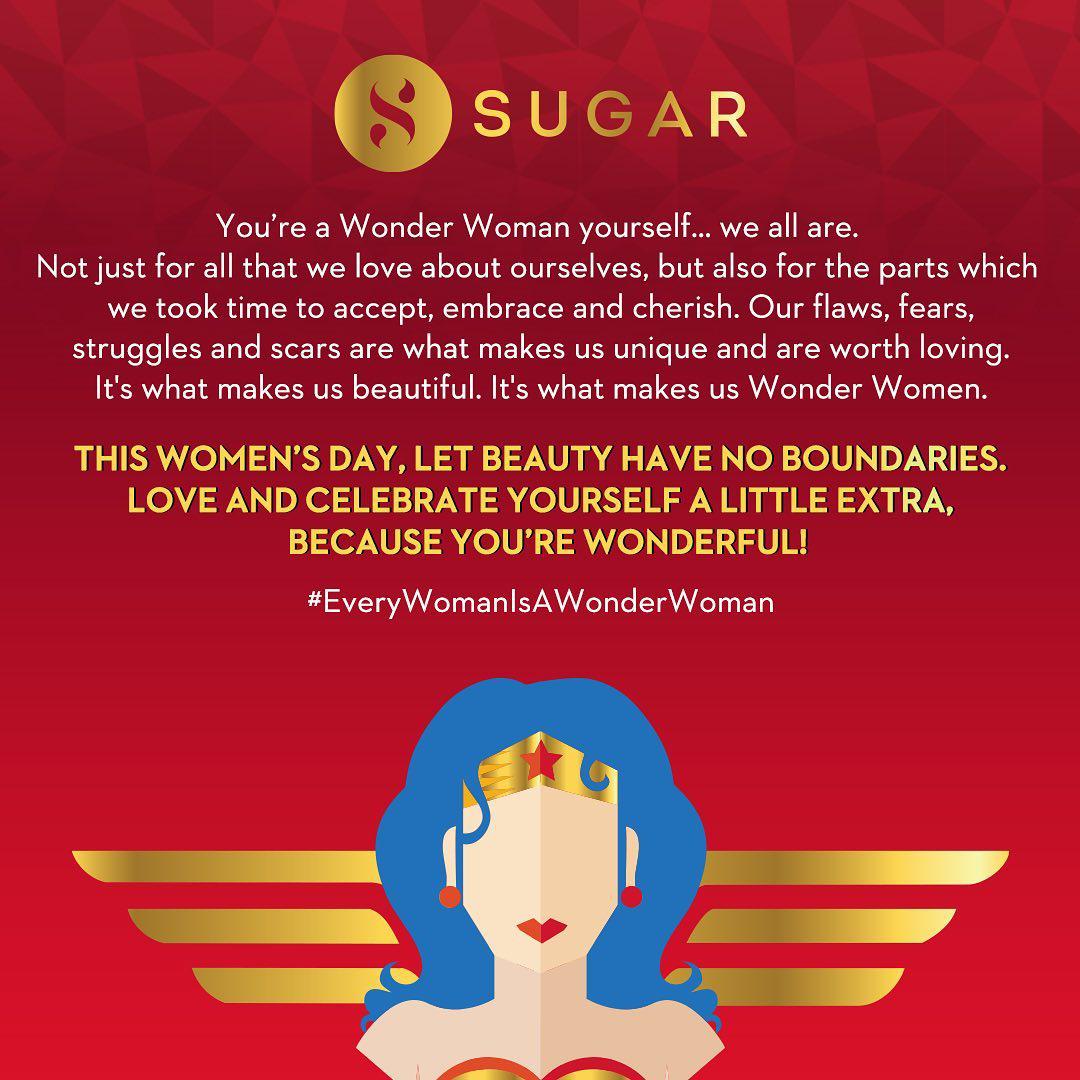 SUGAR
You’re a Wonder Woman yourself... we all are.
Not just for all that we love about ourselves, but also for the parts which
we took time to accept, embrace and cherish. Our flaws, fears,
struggles and scars are what makes us unique and are worth loving.
It's what makes us beautiful. It's what makes us Wonder Women.
THIS WOMEN’S DAY, LET BEAUTY HAVE NO BOUNDARIES.
LOVE AND CELEBRATE YOURSELF A LITTLE EXTRA,
BECAUSE YOU’RE WONDERFUL!
#EveryWomanIsAWonderWoman